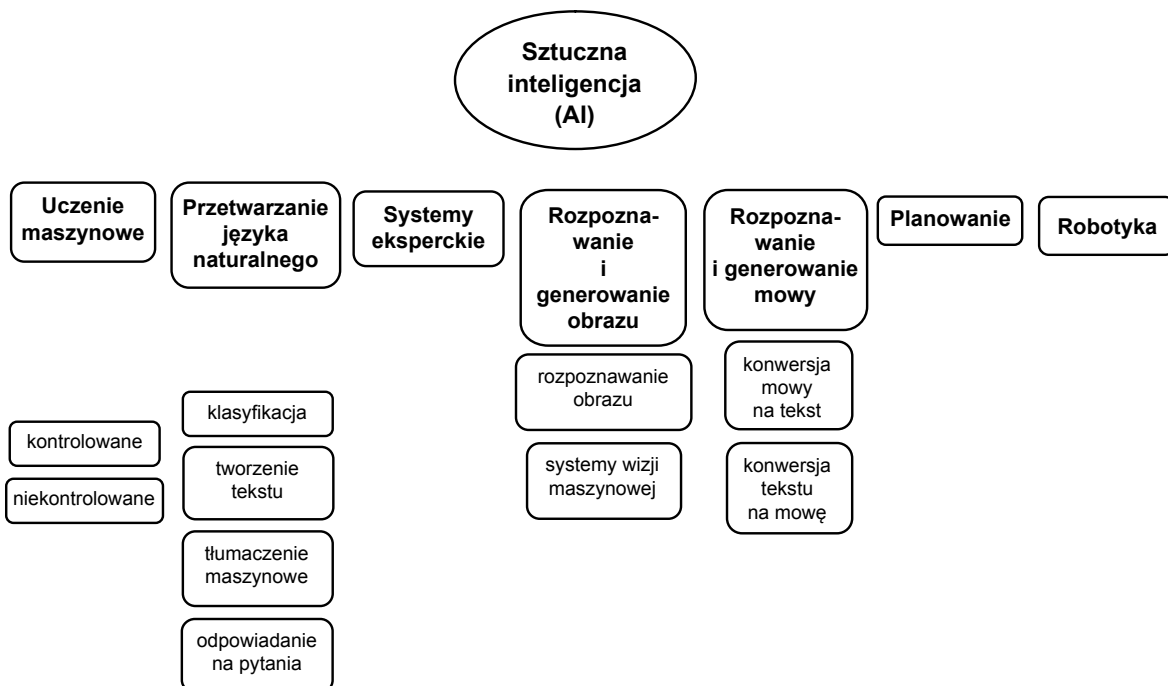 Sztuczna
inteligencja
(AI)
Uczenie
maszynowe
Przetwarzanie
języka
naturalnego
Systemy
eksperckie
Rozpozna-
wanie
i
generowanie
obrazu
Rozpozna-
wanie
i generowanie
mowy
Planowanie
Robotyka
kontrolowane
niekontrolowane
klasyfikacja
tworzenie
tekstu
tłumaczenie
maszynowe
odpowiadanie
na pytania
rozpoznawanie
obrazu
systemy wizji
maszynowej
konwersja
mowy
na tekst
konwersja
tekstu
na mowę